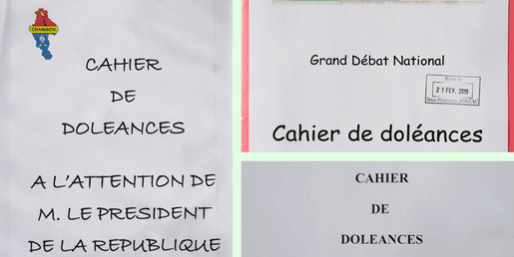 CHAMBON
CAHIER
DE
DOLEANCES
A L'ATTENTION DE
M. LE PRESIDENT
DE LA REPUBLIQUE
Grand Débat National
21 FEV. 2019
Cahier de doléances
CAHIER
DE
DOLEANCES